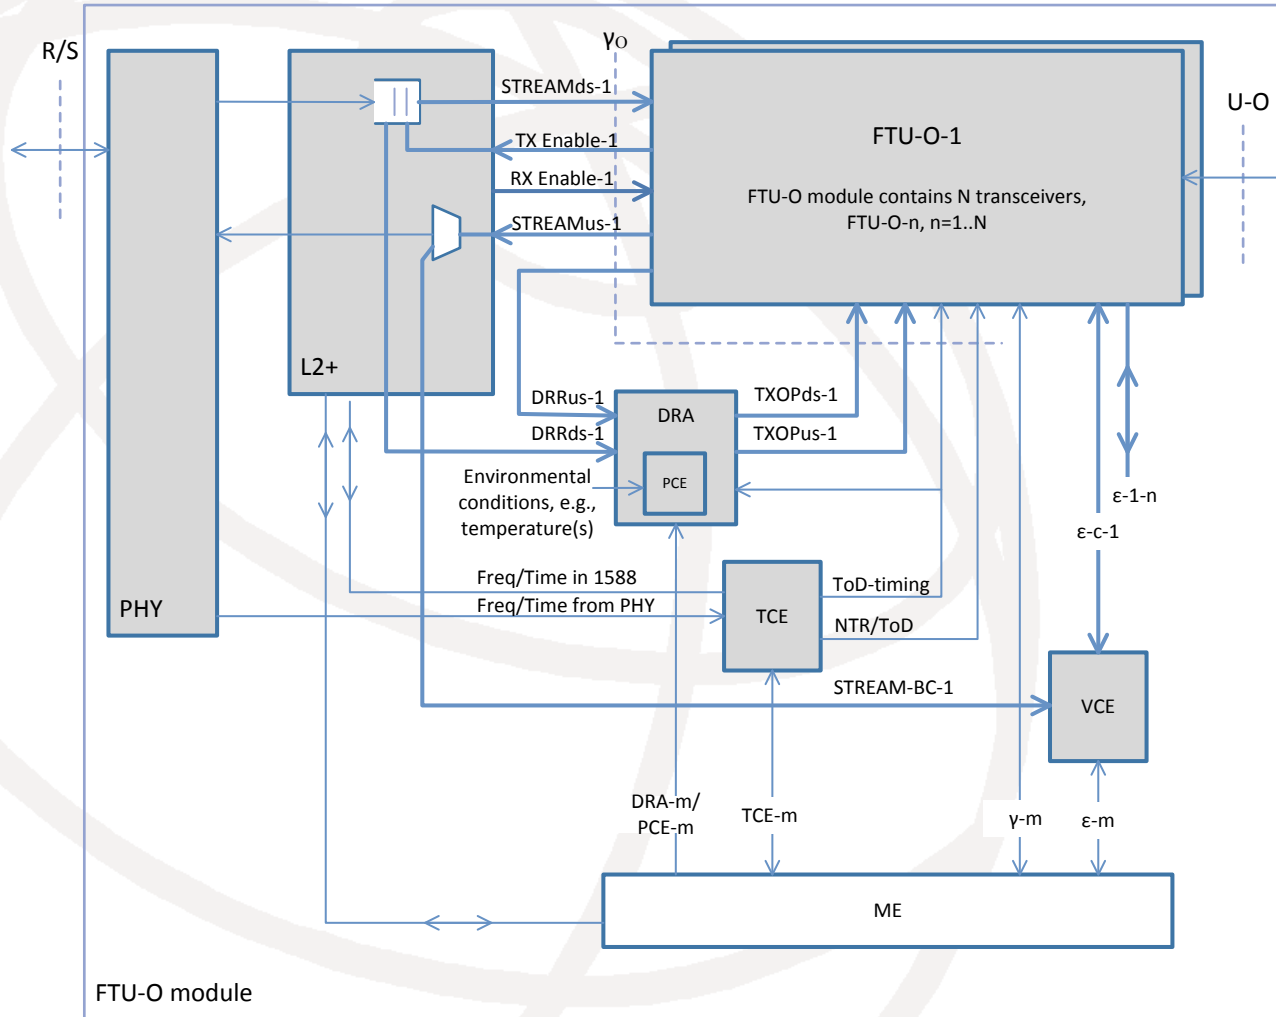 R/S
γO
U-O
STREAMds-1
TX Enable-1
RX Enable-1
STREAMus-1
FTU-O-1
FTU-O module contains N transceivers,
FTU-O-n, n=1..N
L2+
DRRus-1
DRRds-1
DRA
TXOPds-1
TXOPus-1
PCE
Environmental
conditions, e.g.,
temperature(s)
ε-1-n
ε-c-1
PHY
Freq/Time in 1588
Freq/Time from PHY
TCE
ToD-timing
NTR/ToD
STREAM-BC-1
VCE
DRA-m/
PCE-m
TCE-m
γ-m
ε-m
ME
FTU-O module